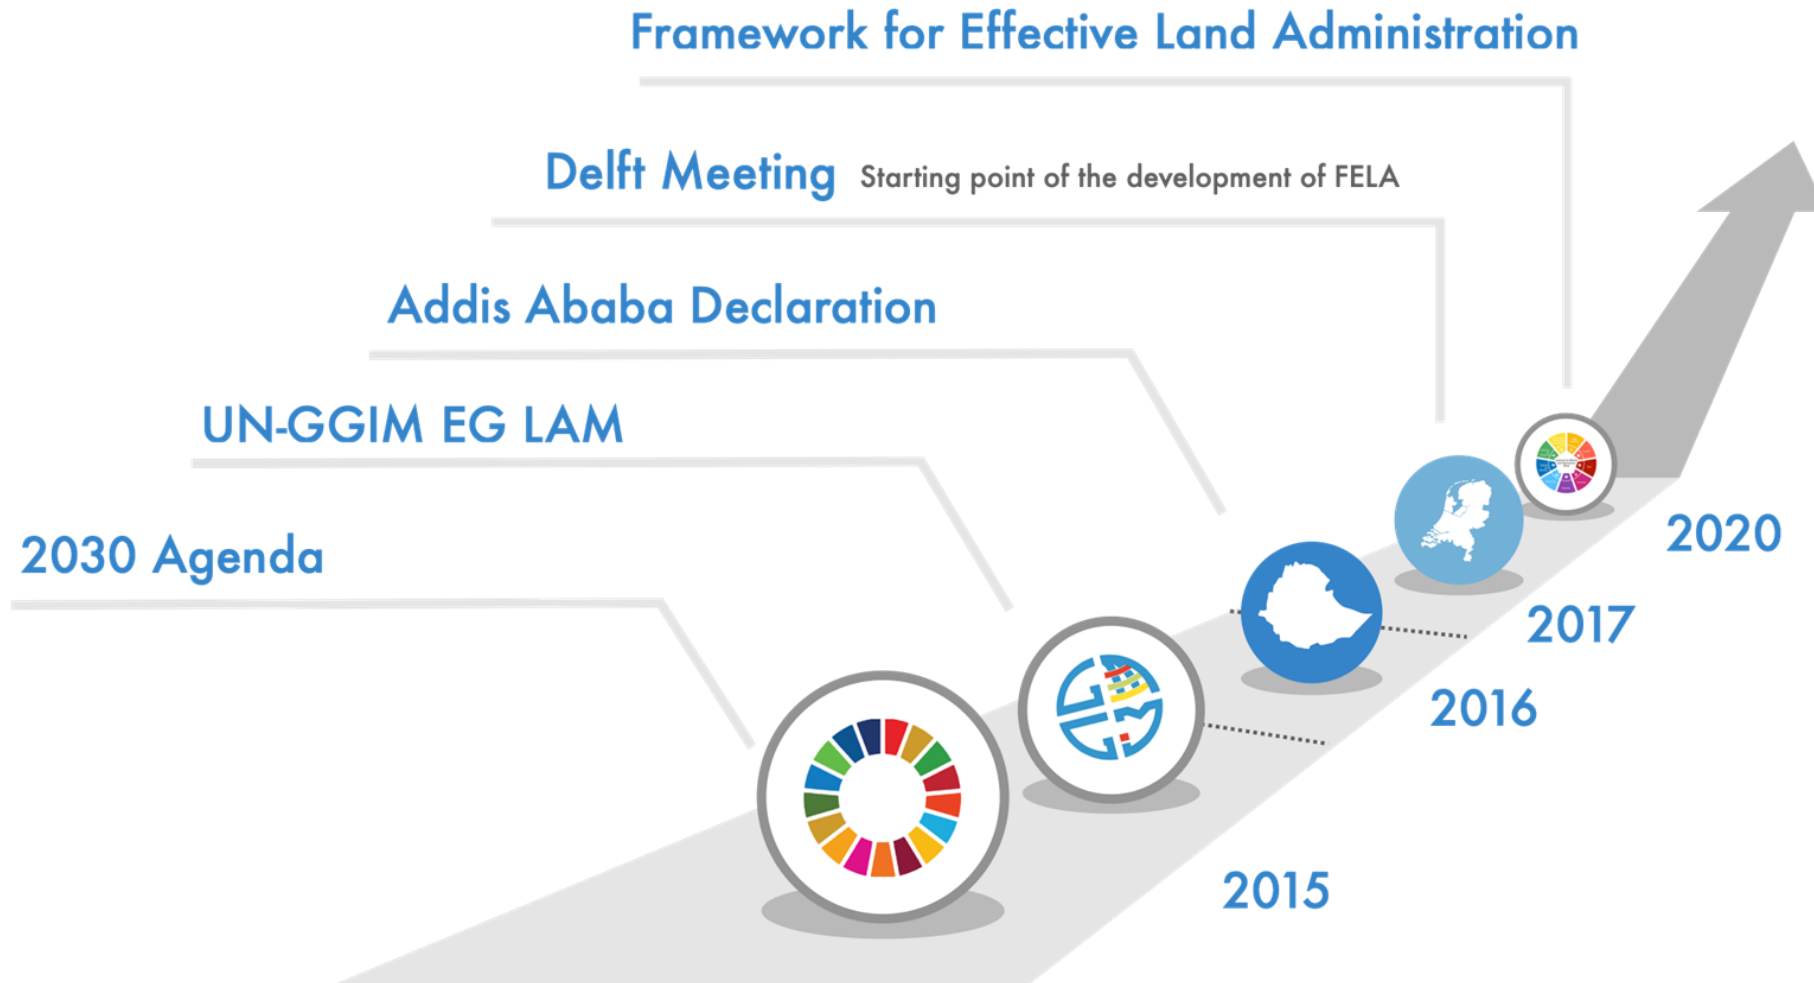 Framework for Effective Land Administration
Delft Meeting Starting point of the development of FELA
Addis Ababa Declaration
UN-GGIM EG LAM
2030 Agenda
2020
2017
2016
2015